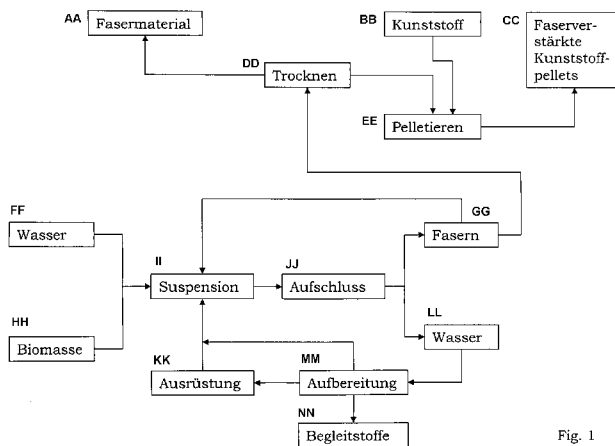 AA
Fasermaterial
BB
Kunststoff
CC
Faserver-
stärkte
Kunststoff-
pellets
DD
Trocknen
EE
Pelletieren
FF
Wasser
GG
Fasern
HH
Biomasse
II
Suspension
JJ
Aufschluss
LL
Wasser
KK
Ausrüstung
MM
Aufbereitung
NN
Begleitstoffe
Fig. 1